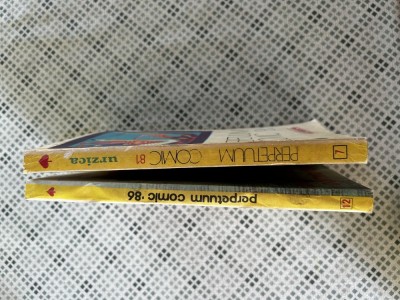 7 PERPETUUM COMIC 81 urzica
12 perpetuum comic '86